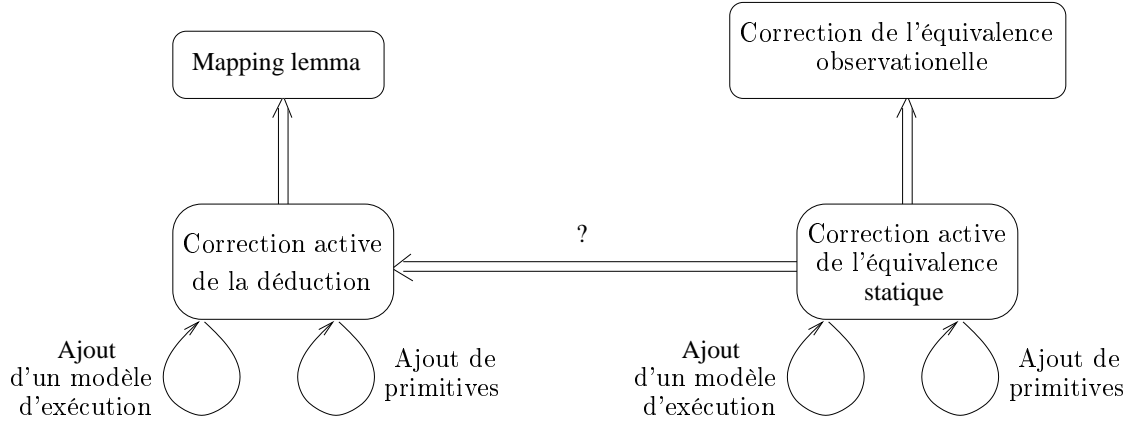 Mapping lemma
Correction de l'équivalence
observationelle
?
Correction active
de la déduction
Correction active
de l'équivalence
statique
Ajout
d'un modèle
d'exécution
Ajout de
primitives
Ajout
d'un modèle
d'exécution
Ajout de
primitives